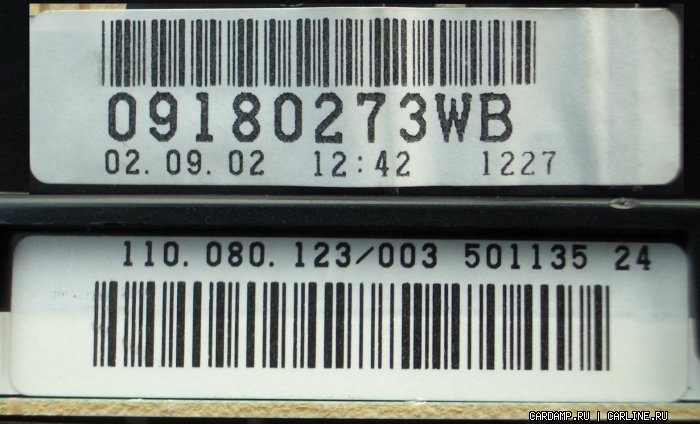 09180273WB
02.09.02 12:42 1227
110.080.123/003 501135 24
CARDAMP.RU | CARLINE.RU